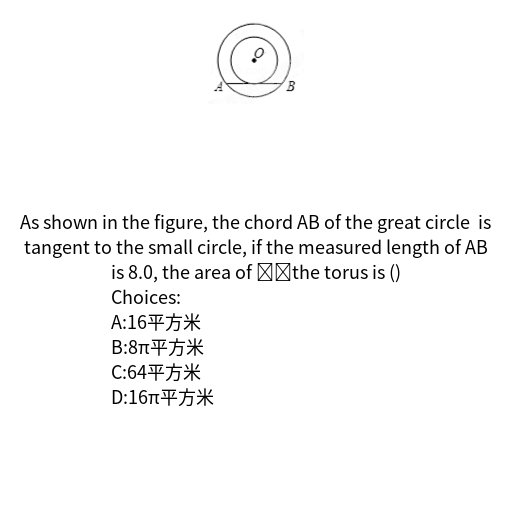 O
A B
As shown in the figure, the chord AB of the great circle is
tangent to the small circle, if the measured length of AB
is 8.0, the area of the torus is ()
Choices:
A:16平方米
B:8π平方米
C:64平方米
D:16π平方米